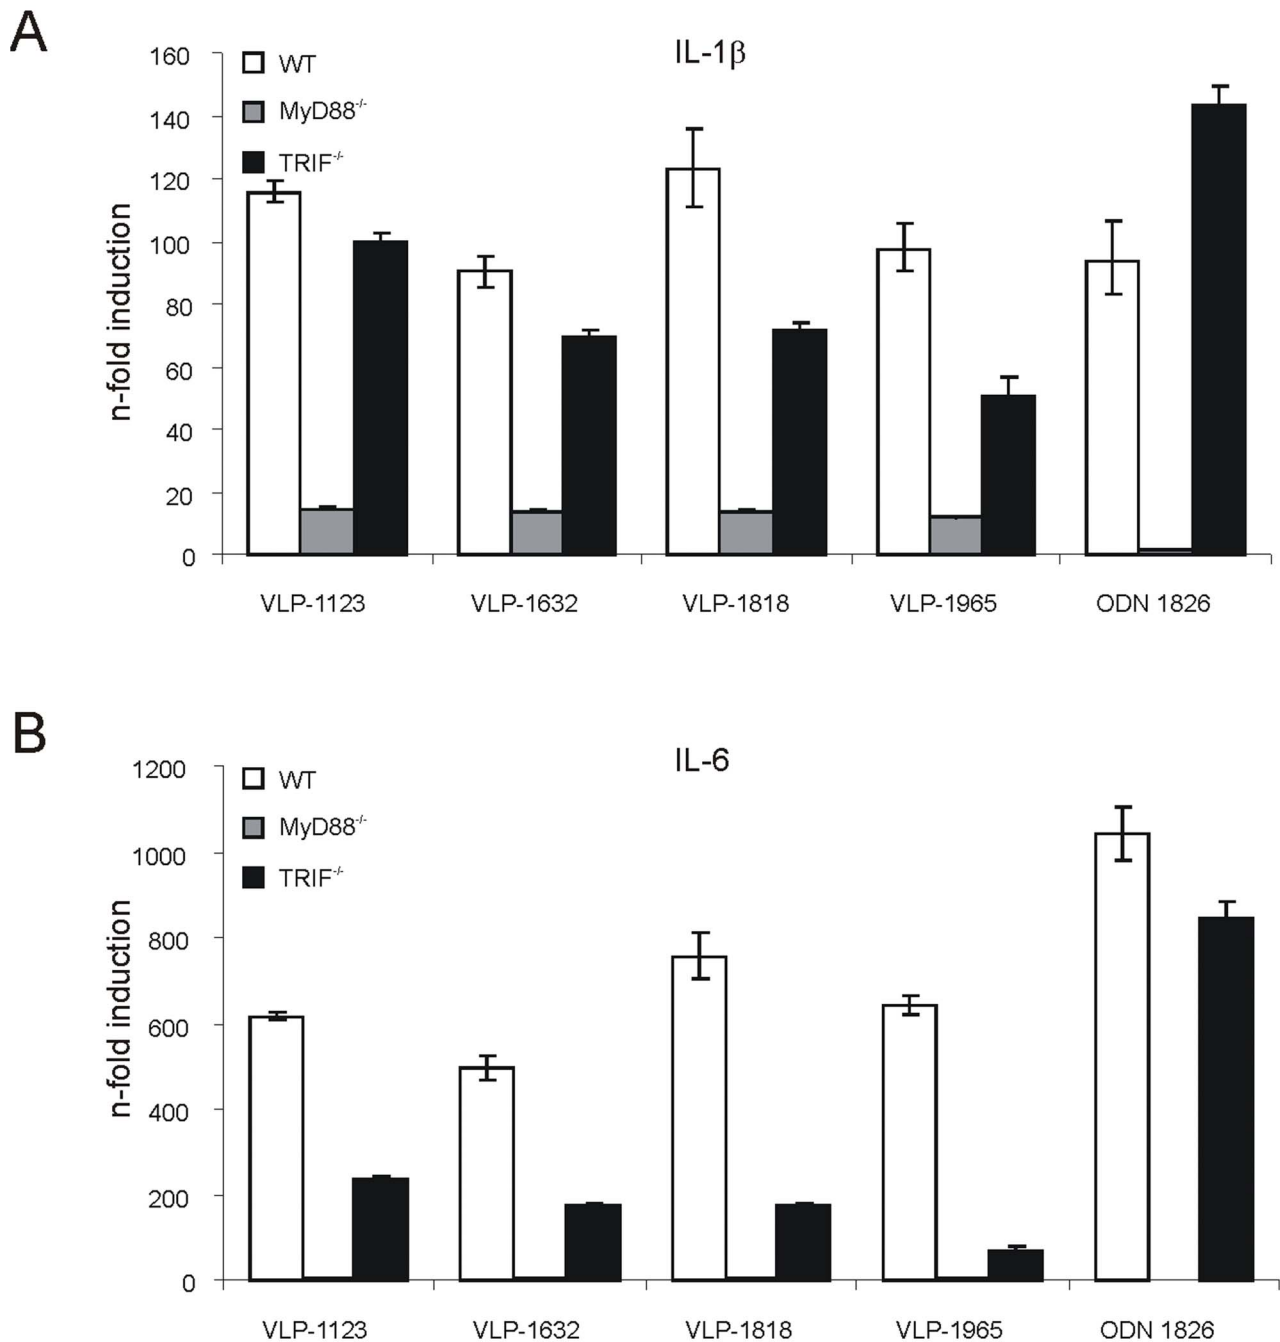 A
IL-1β
160
140
120
100
80
60
40
20
0
n-fold induction
WT
MyD88-/-
TRIF-/-
VLP-1123 VLP-1632 VLP-1818 VLP-1965 ODN 1826
B
IL-6
1200
1000
800
600
400
200
0
n-fold induction
WT
MyD88-/-
TRIF-/-
VLP-1123 VLP-1632 VLP-1818 VLP-1965 ODN 1826